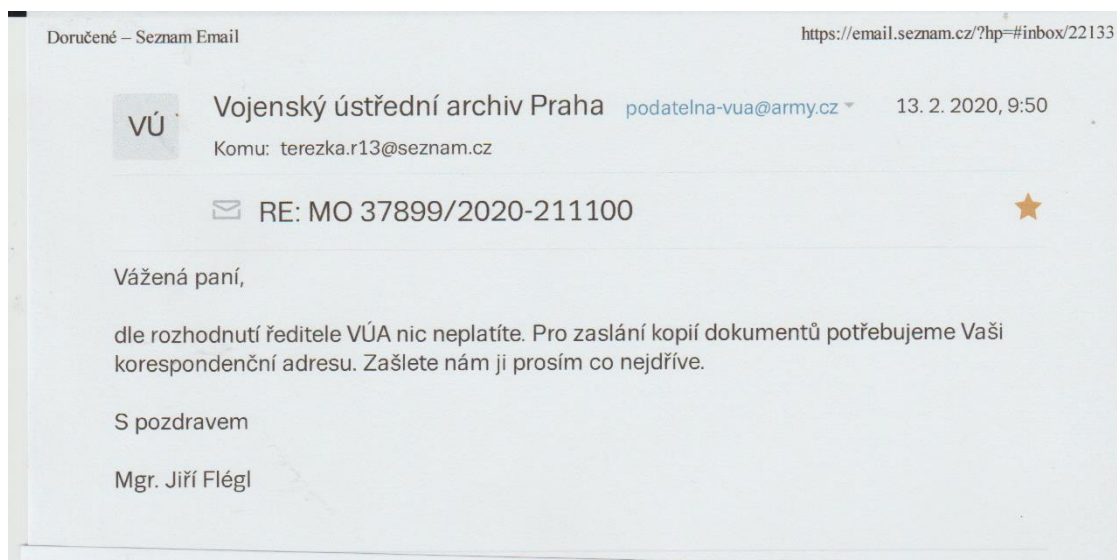 Doručené – Seznam Email
https://email.seznam.cz/?hp=#inbox/22133
VÚ
Vojenský ústřední archiv Praha podatelna-vua@army.cz 13. 2. 2020, 9:50
Komu: terezka.r13@seznam.cz
RE: MO 37899/2020-211100
Vážená paní,
dle rozhodnutí ředitele VÚA nic neplatíte. Pro zaslání kopií dokumentů potřebujeme Vaši
korespondenční adresu. Zašlete nám ji prosím co nejdříve.
S pozdravem
Mgr. Jiří Flégl